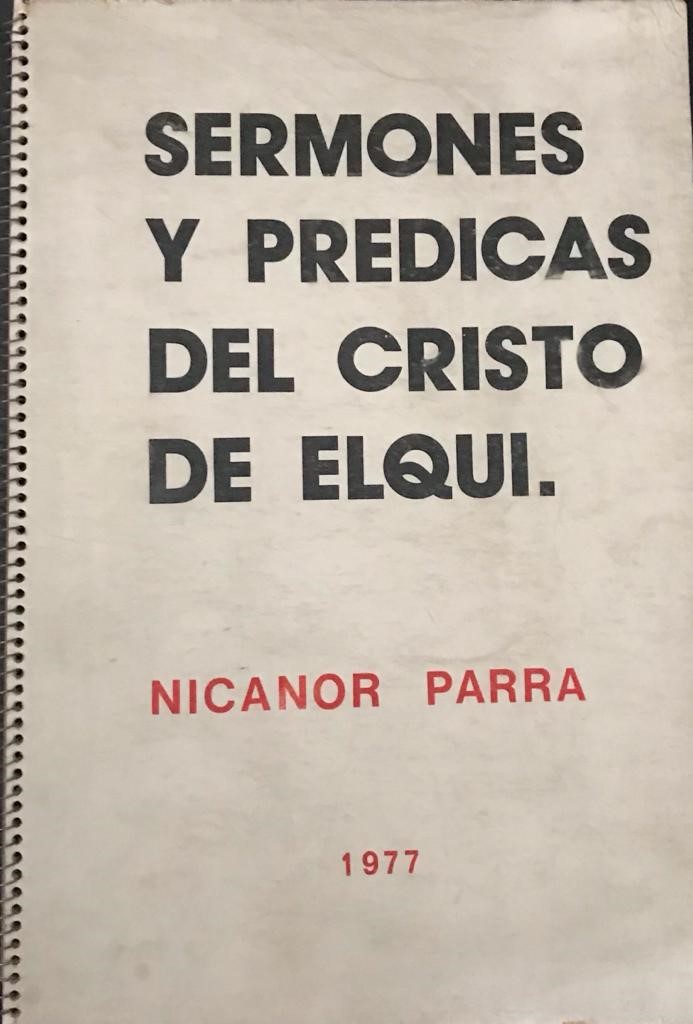 SERMONES
Y PREDICAS
DEL CRISTO
DE ELQUI.
NICANOR PARRA
1977